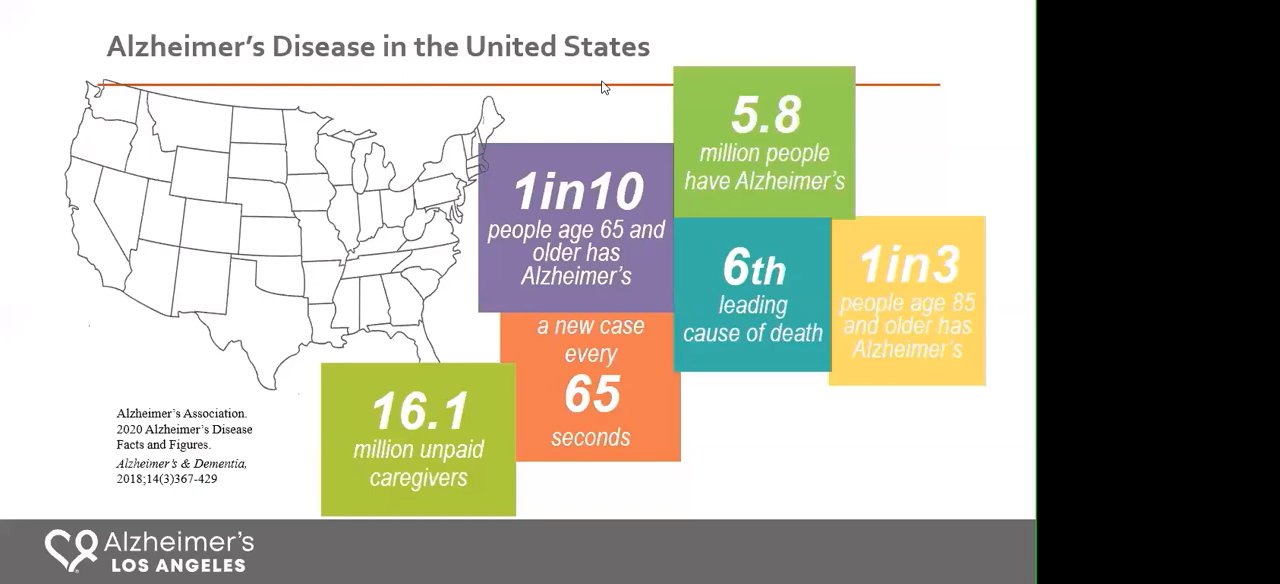 Alzheimer's Disease in the United States
5.8
million people
have Alzheimer's
1in10
people age 65 and
older has
Alzheimer's
6th
leading
cause of death
1in3
people age 85
and older has
Alzheimer's
a new case
every
65
seconds
16.1
million unpaid
caregivers
Alzheimer's Association.
2020 Alzheimer's Disease
Facts and Figures.
Alzheimer's & Dementia,
2018;14(3)367-429
Alzheimer's
LOS ANGELES